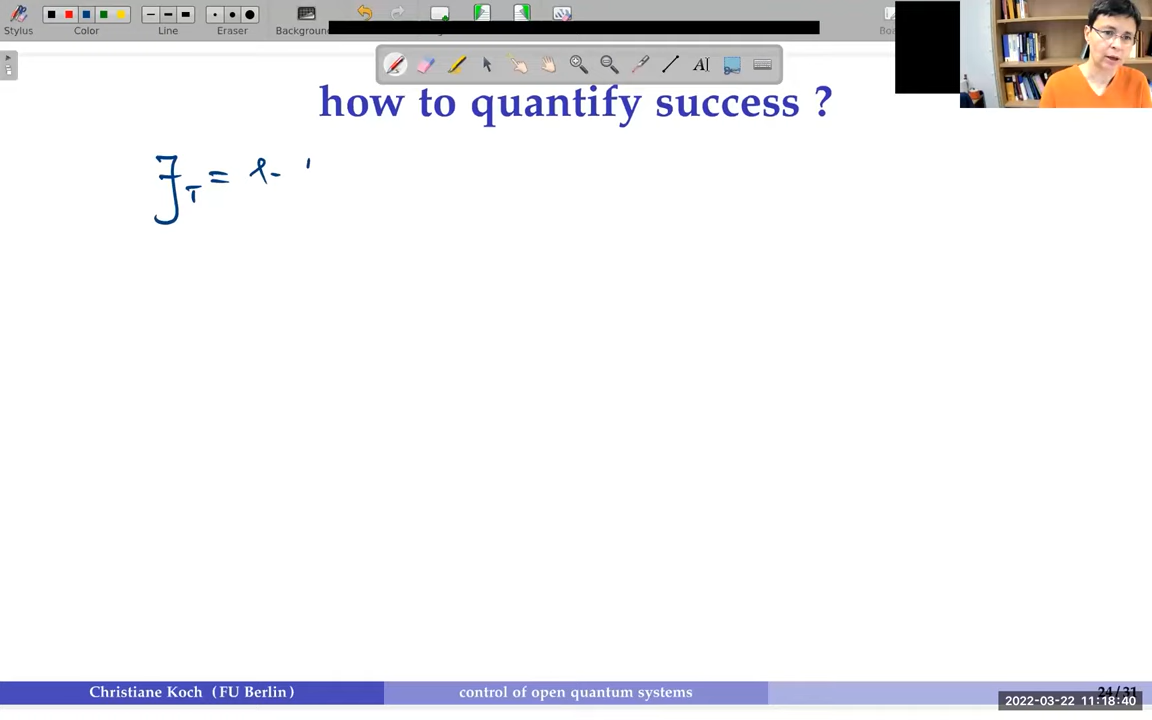 Stylus Color Line Eraser Background
how to quantify success ?
J_T = 1 -
Christiane Koch (FU Berlin) control of open quantum systems 24/31
2022-03-22 11:18:40